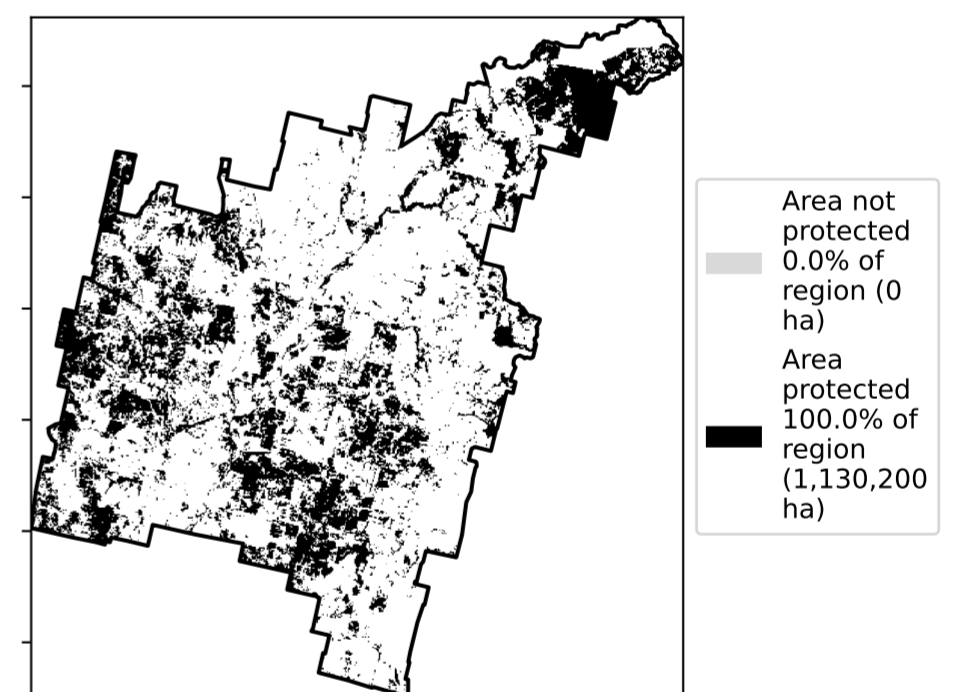 Area not
protected
0.0% of
region (0
ha)
Area
protected
100.0% of
region
(1,130,200
ha)